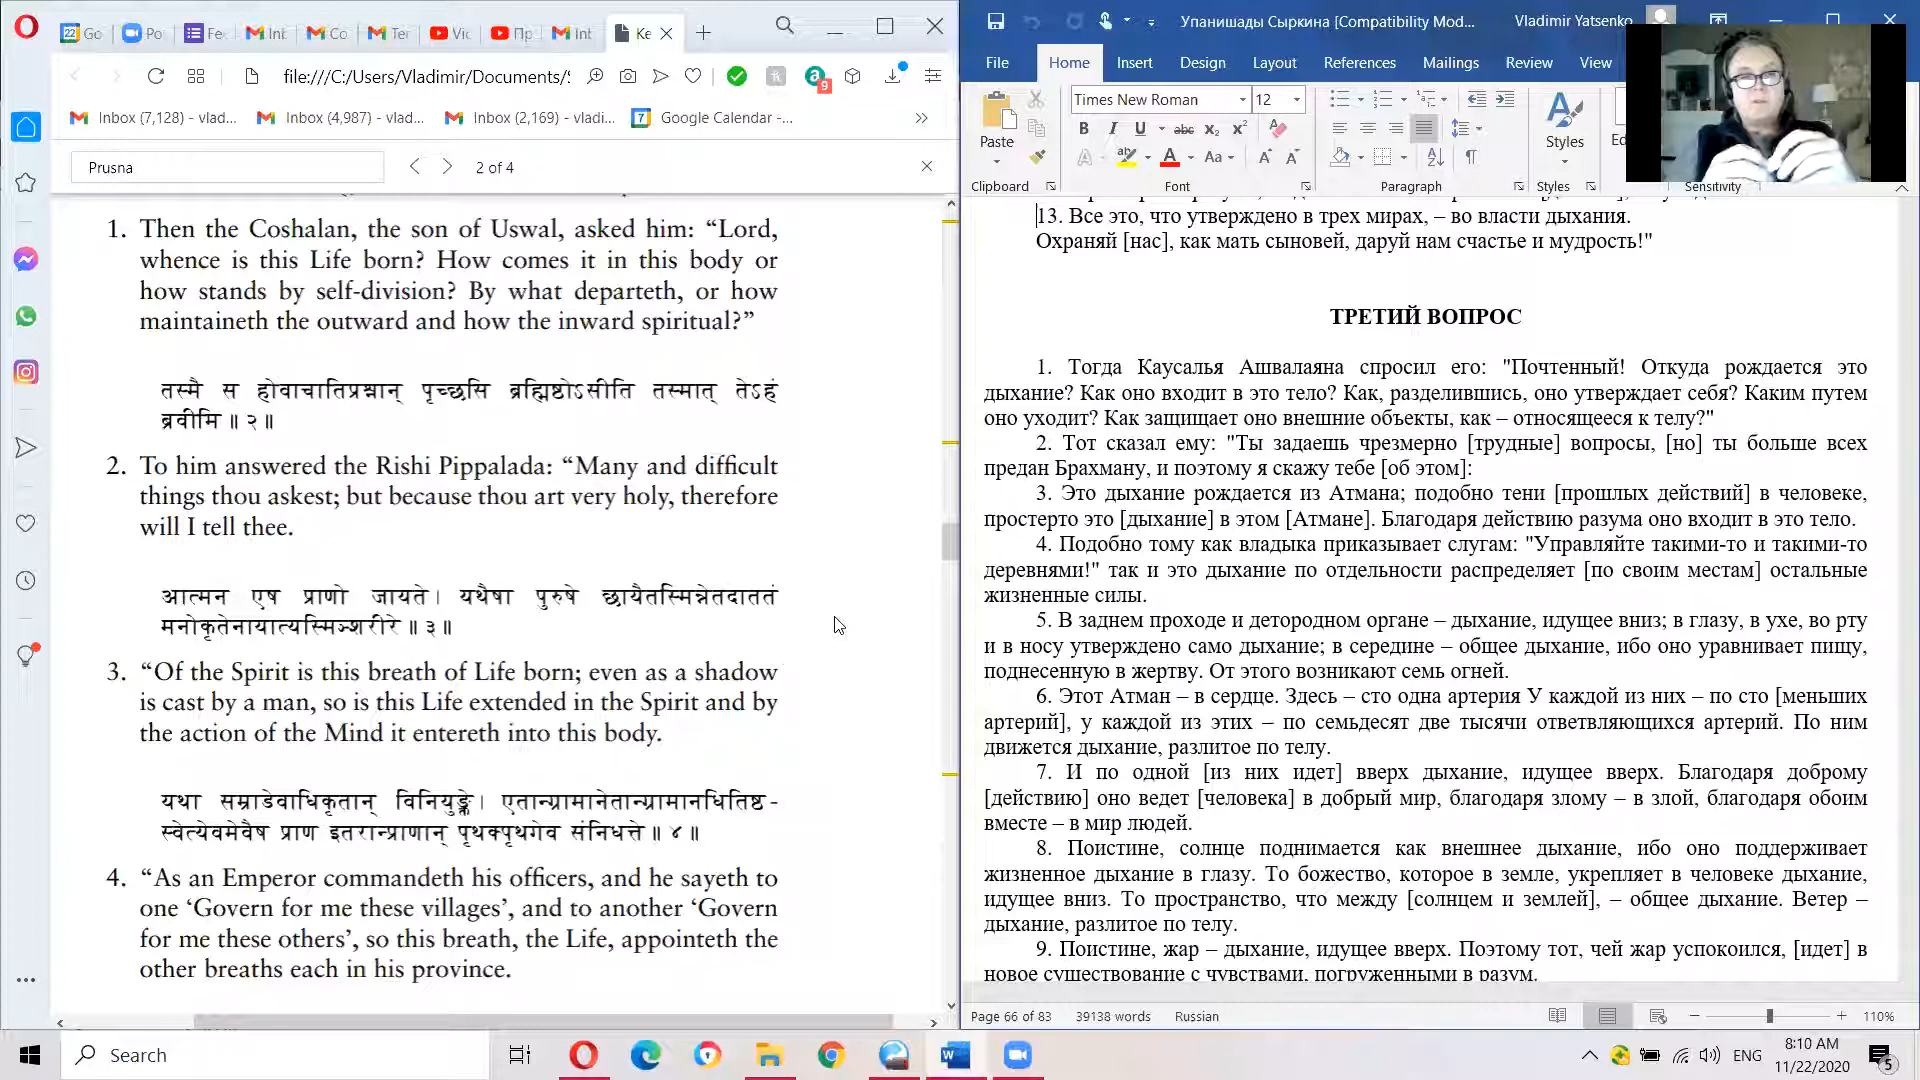 Go
Po
Fe
Int
Co
Ter
Vic
Int
Ke
file:///C:/Users/Vladimir/Documents/S
9
Inbox (7,128) - vlad...
Inbox (4,987) - vlad...
Inbox (2,169) - vladi...
Google Calendar -...
Prusna
2 of 4
1. Then the Coshalan, the son of Uswal, asked him: “Lord,
whence is this Life born? How comes it in this body or
how stands by self-division? By what departeth, or how
maintaineth the outward and how the inward spiritual?”
तस्मै स होवाचातिप्रश्नान् पृच्छसि ब्रह्मिष्ठोऽसीति तस्मात् तेऽहं
ब्रवीमि ॥ २॥
2. To him answered the Rishi Pippalada: “Many and difficult
things thou askest; but because thou art very holy, therefore
will I tell thee.
आत्मन एष प्राणो जायते। यथैषा पुरुषे छायैतस्मिन्नेतदाततं
मनोकृतेनायात्यस्मिञ्शरीरे॥ ३॥
3. “Of the Spirit is this breath of Life born; even as a shadow
is cast by a man, so is this Life extended in the Spirit and by
the action of the Mind it entereth into this body.
यथा सम्राडेवाधिकृतान् विनियुङ्क्ते। एतान्ग्रामानेतान्ग्रामानधितिष्ठ-
स्वेत्येवमेवैष प्राण इतरान्प्राणान् पृथक्पृथगेव संनिधत्ते॥ ४॥
4. “As an Emperor commandeth his officers, and he sayeth to
one ‘Govern for me these villages’, and to another ‘Govern
for me these others’, so this breath, the Life, appointeth the
other breaths each in his province.
Упанишады Сыркина [Compatibility Mod...
Vladimir Yatsenko
File Home Insert Design Layout References Mailings Review View
Times New Roman 12
Paste
B I U abc X₂ X²
A Aa
Styles
Clipboard Font Paragraph Styles Sensitivity
13. Все это, что утверждено в трех мирах, – во власти дыхания.
Охраняй [нас], как мать сыновей, даруй нам счастье и мудрость!"
ТРЕТИЙ ВОПРОС
1. Тогда Каусалья Ашвалаяна спросил его: "Почтенный! Откуда рождается это
дыхание? Как оно входит в это тело? Как, разделившись, оно утверждает себя? Каким путем
оно уходит? Как защищает оно внешние объекты, как – относящееся к телу?"
2. Тот сказал ему: "Ты задаешь чрезмерно [трудные] вопросы, [но] ты больше всех
предан Брахману, и поэтому я скажу тебе [об этом]:
3. Это дыхание рождается из Атмана; подобно тени [прошлых действий] в человеке,
простерто это [дыхание] в этом [Атмане]. Благодаря действию разума оно входит в это тело.
4. Подобно тому как владыка приказывает слугам: "Управляйте такими-то и такими-то
деревнями!" так и это дыхание по отдельности распределяет [по своим местам] остальные
жизненные силы.
5. В заднем проходе и детородном органе – дыхание, идущее вниз; в глазу, в ухе, во рту
и в носу утверждено само дыхание; в середине – общее дыхание, ибо оно уравнивает пищу,
поднесенную в жертву. От этого возникают семь огней.
6. Этот Атман – в сердце. Здесь – сто одна артерия У каждой из них – по сто [меньших
артерий], у каждой из этих – по семьдесят две тысячи ответвляющихся артерий. По ним
движется дыхание, разлитое по телу.
7. И по одной [из них идет] вверх дыхание, идущее вверх. Благодаря доброму
[действию] оно ведет [человека] в добрый мир, благодаря злому – в злой, благодаря обоим
вместе – в мир людей.
8. Поистине, солнце поднимается как внешнее дыхание, ибо оно поддерживает
жизненное дыхание в глазу. То божество, которое в земле, укрепляет в человеке дыхание,
идущее вниз. То пространство, что между [солнцем и землей], – общее дыхание. Ветер –
дыхание, разлитое по телу.
9. Поистине, жар – дыхание, идущее вверх. Поэтому тот, чей жар успокоился, [идет] в
новое существование с чувствами, погруженными в разум.
Page 66 of 83 39138 words Russian
110%
Search
ENG
8:10 AM
11/22/2020
5